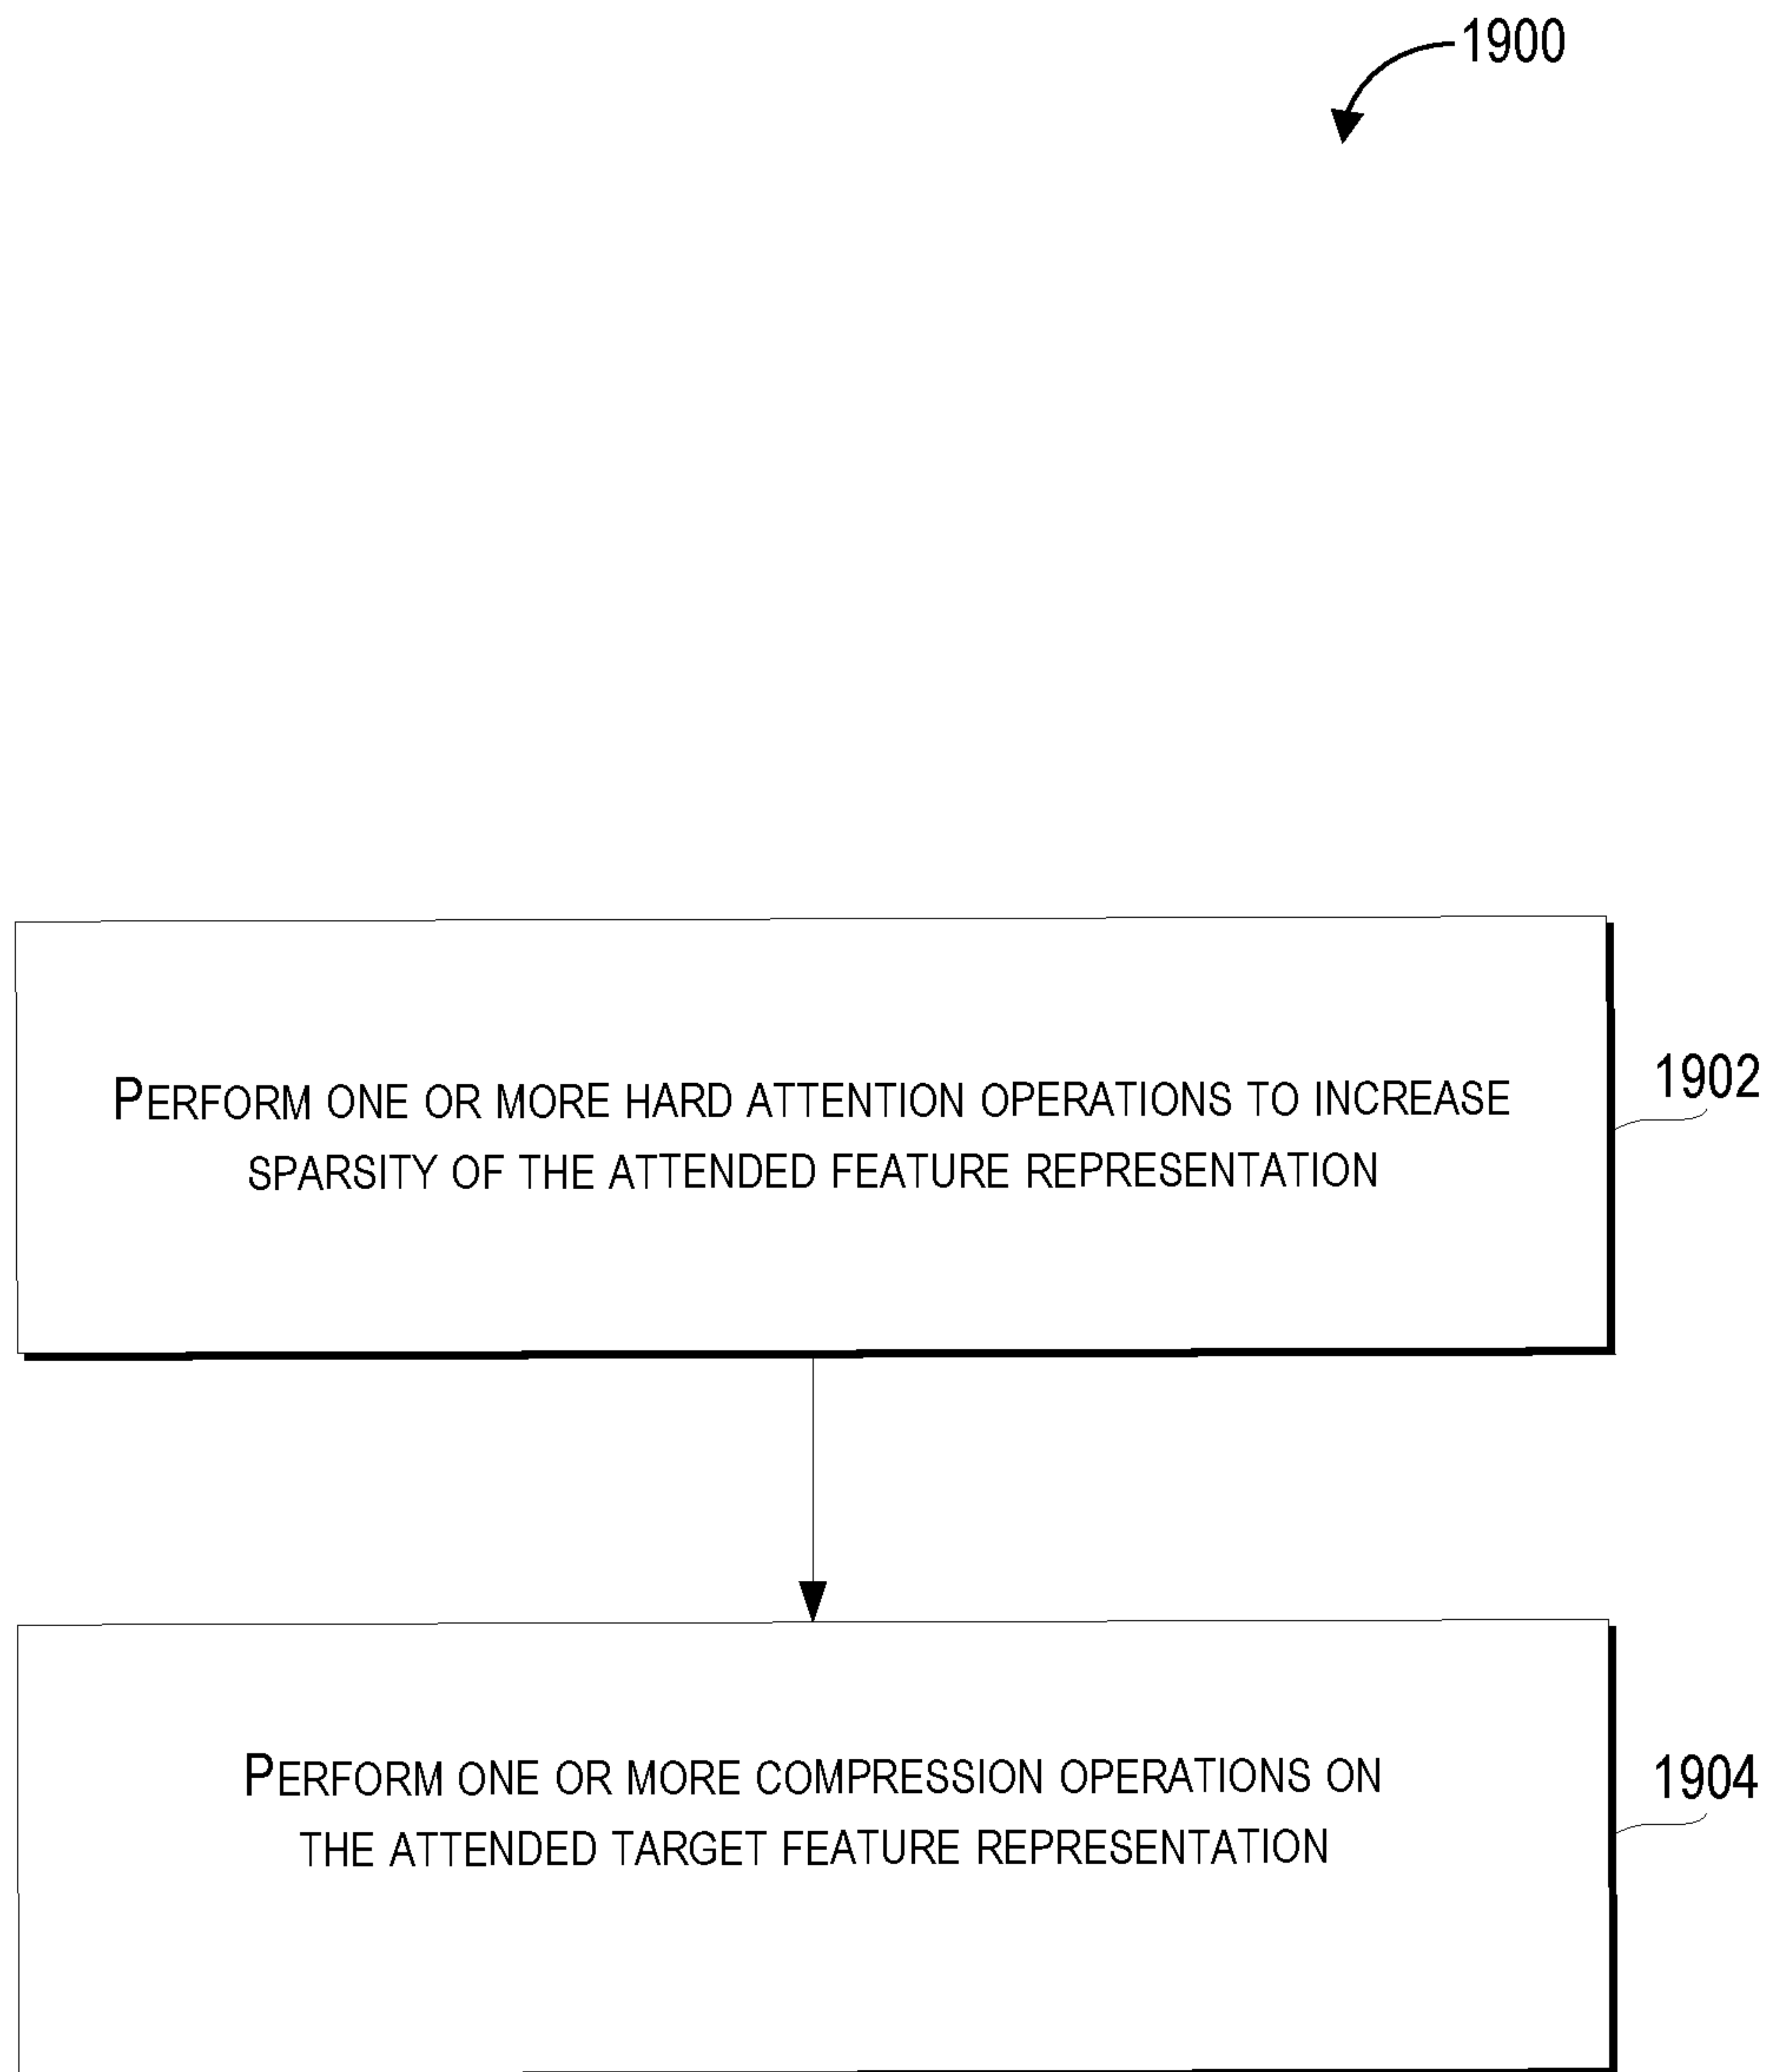 1900
PERFORM ONE OR MORE HARD ATTENTION OPERATIONS TO INCREASE
SPARSITY OF THE ATTENDED FEATURE REPRESENTATION
1902
PERFORM ONE OR MORE COMPRESSION OPERATIONS ON
THE ATTENDED TARGET FEATURE REPRESENTATION
1904